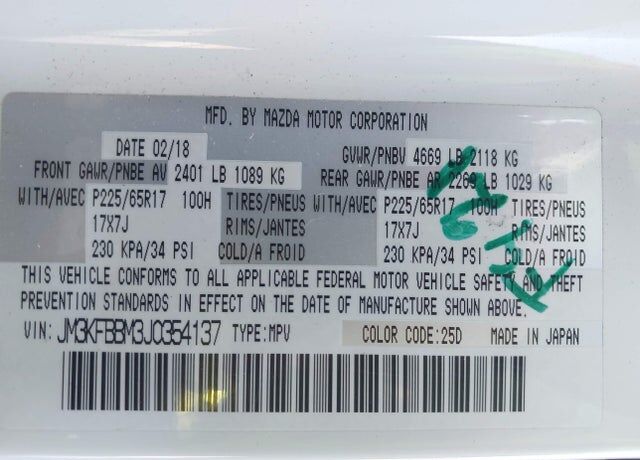 MFD. BY MAZDA MOTOR CORPORATION
DATE 02/18 GVWR/PNBV 4669 LB 2118 KG
FRONT GAWR/PNBE AV 2401 LB 1089 KG REAR GAWR/PNBE AR 2269 LB 1029 KG
WITH/AVEC P225/65R17 100H TIRES/PNEUS WITH/AVEC P225/65R17 100H TIRES/PNEUS
17X7J RIMS/JANTES 17X7J RIMS/JANTES
230 KPA/34 PSI COLD/A FROID 230 KPA/34 PSI COLD/A FROID
THIS VEHICLE CONFORMS TO ALL APPLICABLE FEDERAL MOTOR VEHICLE SAFETY AND THEFT
PREVENTION STANDARDS IN EFFECT ON THE DATE OF MANUFACTURE SHOWN ABOVE.
VIN: JM3KFBBM3J0354137 TYPE:MPV COLOR CODE:25D MADE IN JAPAN